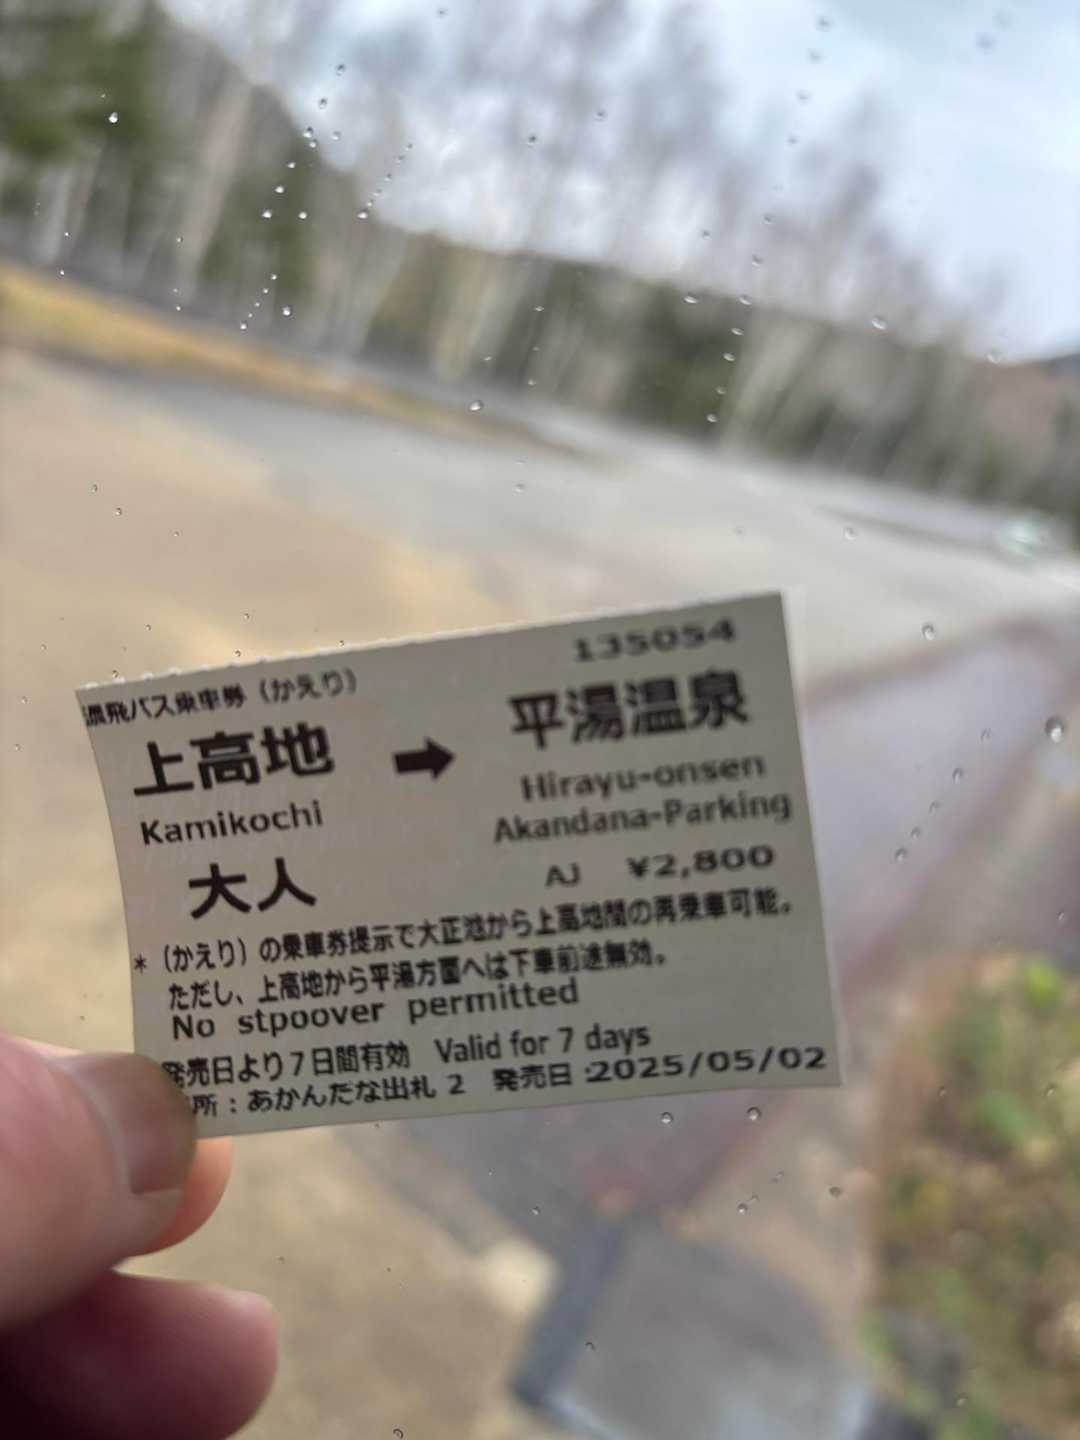 濃飛バス乗車券（かえり）
135054
上高地 ➡ 平湯温泉
Kamikochi
Hirayu-onsen
Akandana-Parking
大人
AJ ¥2,800
*（かえり）の乗車券提示で大正池から上高地間の再乗車可能。
ただし、上高地から平湯方面へは下車前途無効。
No stpoover permitted
発売日より７日間有効 Valid for 7 days
所：あかんだな出札 2 発売日:2025/05/02